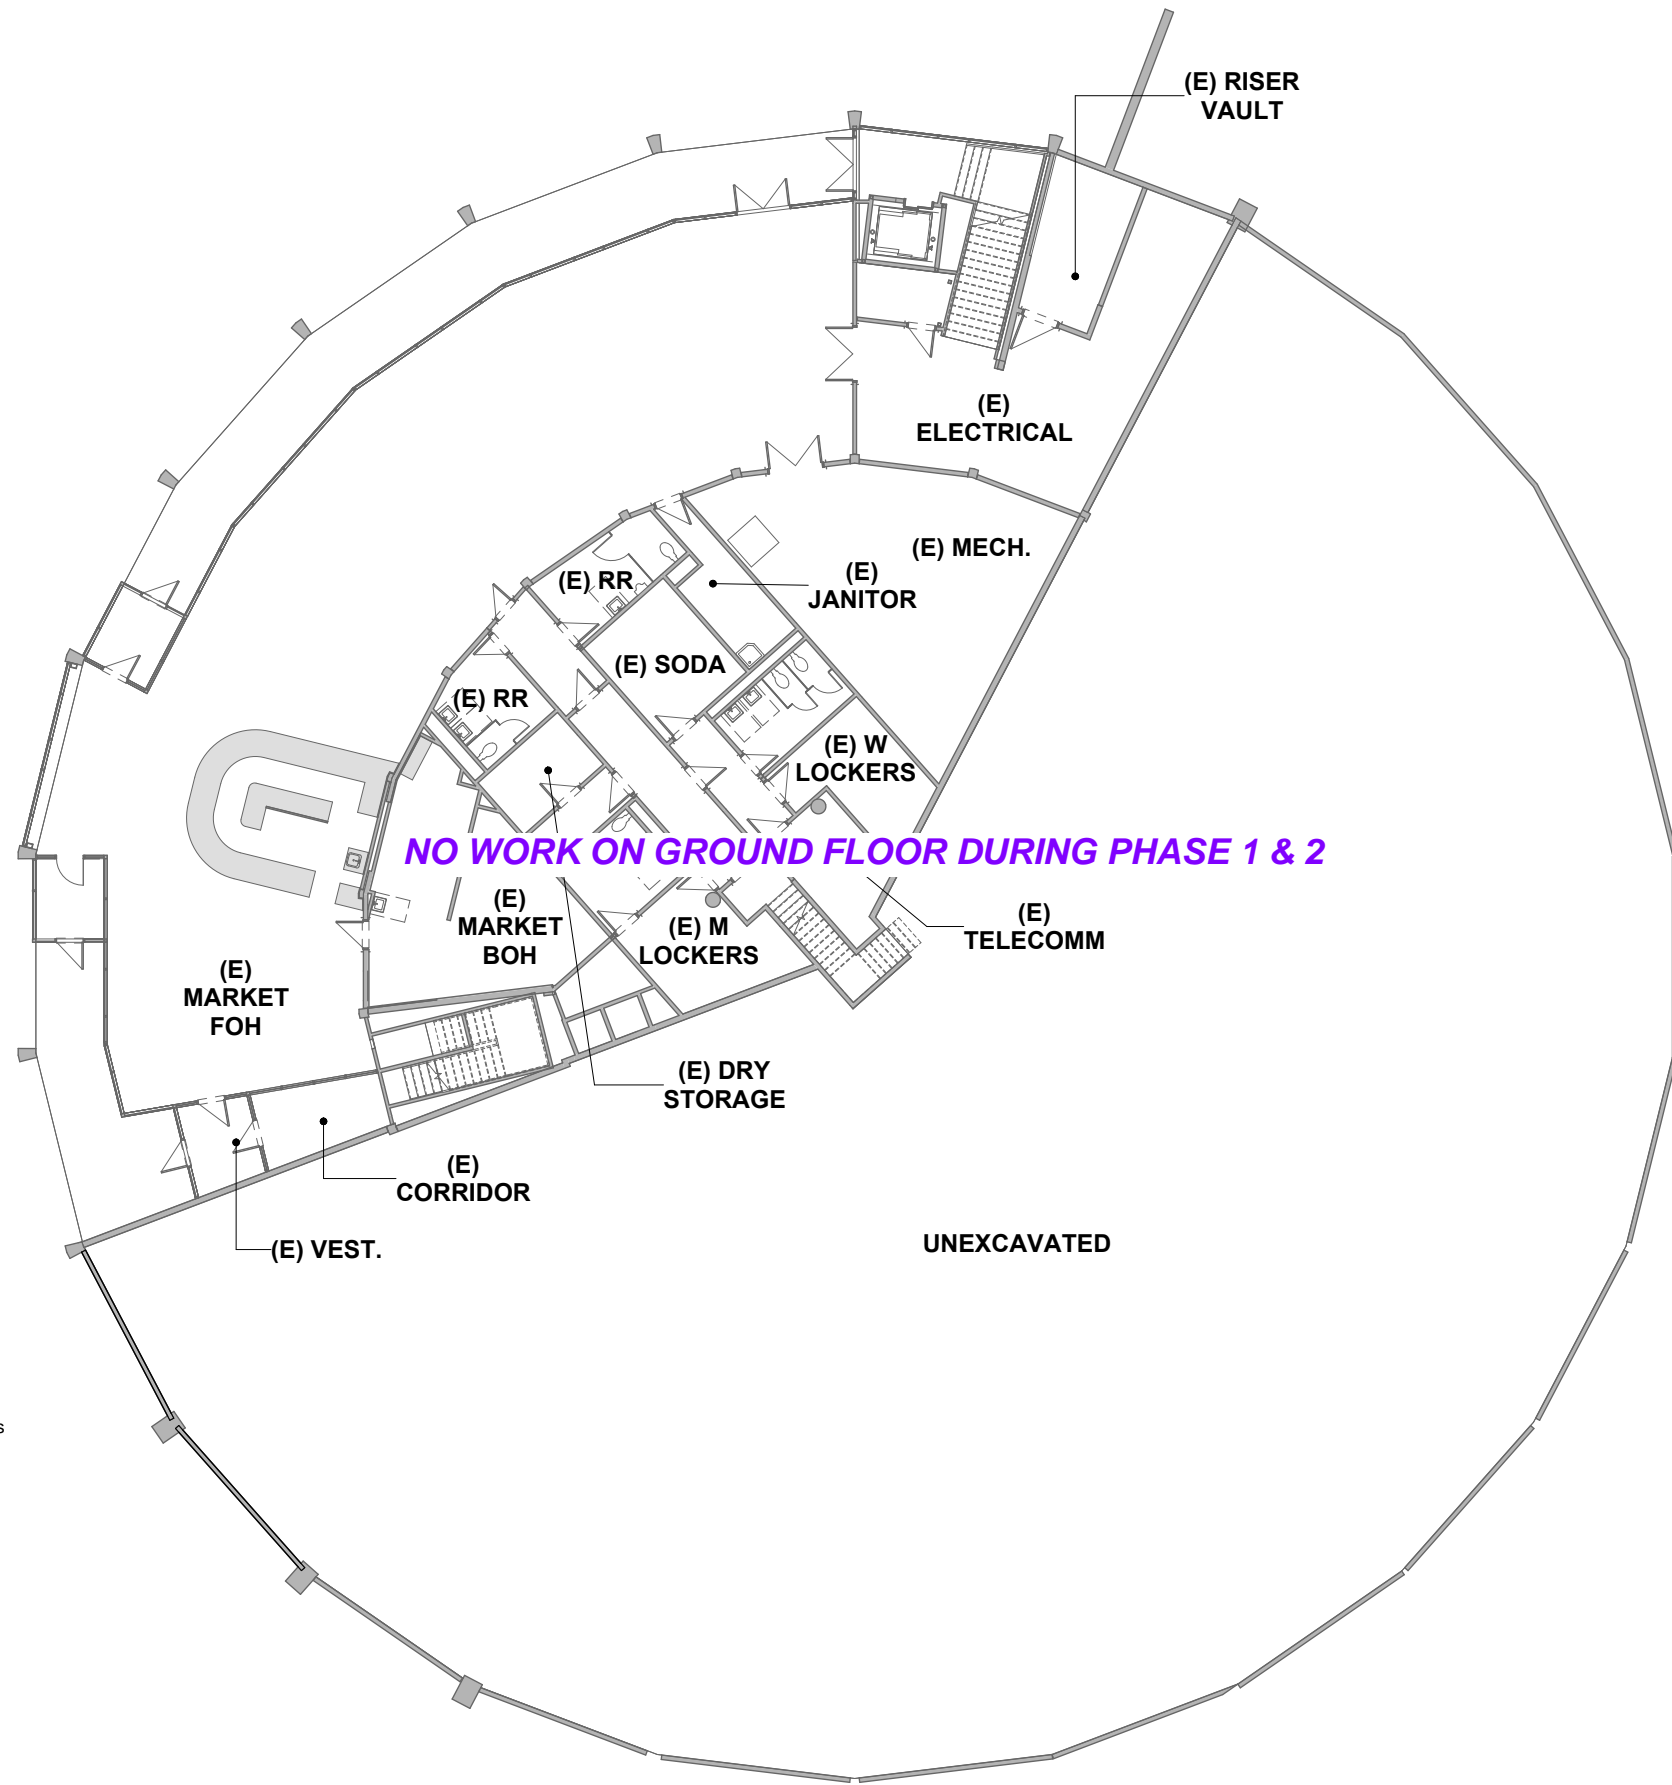 (E) RISER
VAULT
(E)
ELECTRICAL
(E) MECH.
(E) RR
(E)
JANITOR
(E) SODA
(E) RR
(E) W
LOCKERS
NO WORK ON GROUND FLOOR DURING PHASE 1 & 2
(E)
MARKET
BOH
(E) M
LOCKERS
(E)
TELECOMM
(E)
MARKET
FOH
(E) DRY
STORAGE
(E)
CORRIDOR
(E) VEST.
UNEXCAVATED
s